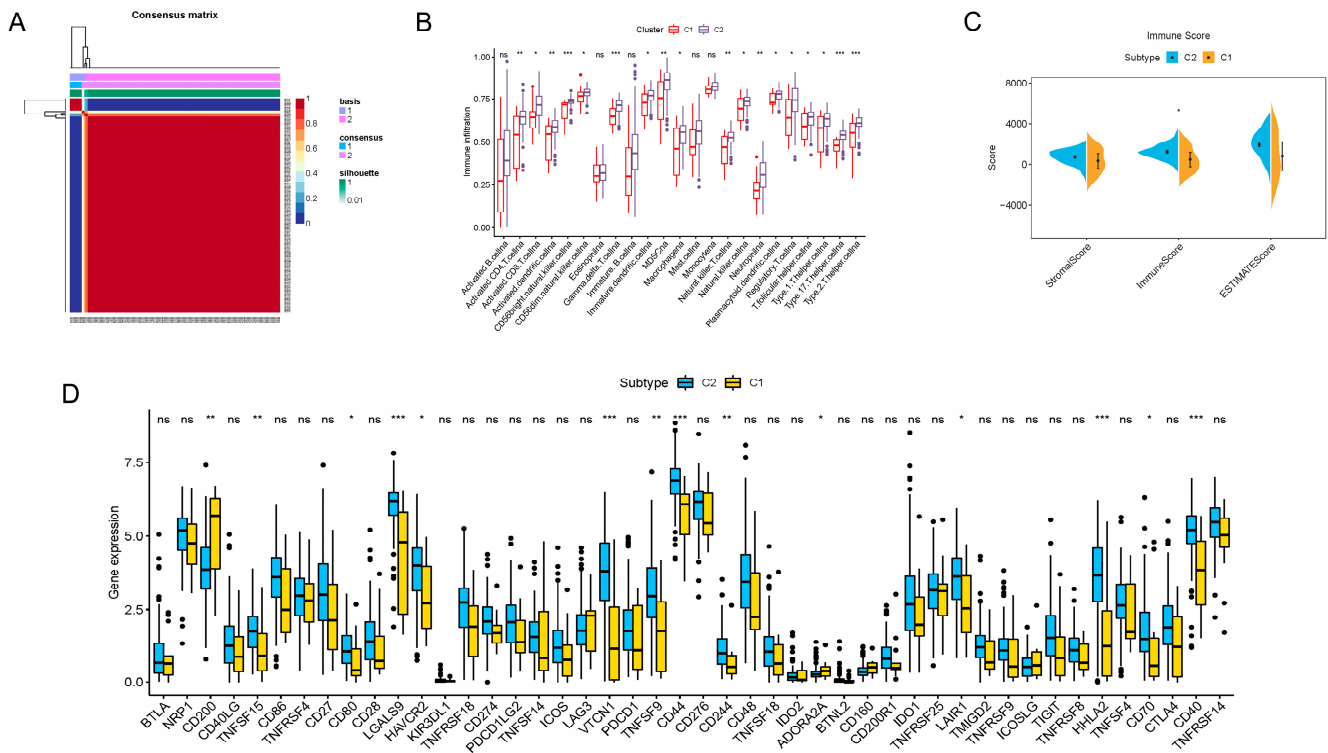 A
Consensus matrix
basis
1
2
consensus
1
2
silhouette
1
0.01
1
0.8
0.6
0.4
0.2
0
B
Cluster C1 C2
ns ** * ** *** * ns *** ns * ** * ns ns ** * ** * * * * *** ***
Immune infiltration
1.00
0.75
0.50
0.25
0.00
Activated B.cellna
Activated CD4 T.cellna
Activated CD8 T.cellna
Activated.dendritic.cellna
CD56bright.natural.killer.cellna
CD56dim.natural.killer.cellna
Eosinophilna
Gamma.delta.T.cellna
Immature. B.cellna
Immature.dendritic.cellna
MDSCna
Macrophagena
Mast.cellna
Monocytena
Natural.killer.T.cellna
Natural.killer.cellna
Neutrophilna
Plasmacytoid.dendritic.cellna
Regulatory.T.cellna
T.follicular.helper.cellna
Type.1.T.helper.cellna
Type.17.T.helper.cellna
Type.2.T.helper.cellna
C
Immune Score
Subtype C2 C1
Score
8000
4000
0
−4000
*
StromalScore
ImmuneScore
ESTIMATEScore
D
Subtype C2 C1
ns ns ** ns ** ns ns ns * ns *** * ns ns ns ns ns ns ns *** ns ** *** ns ** ns ns ns * ns ns ns ns ns * ns ns ns ns ns *** ns * ns *** ns
Gene expression
7.5
5.0
2.5
0.0
BTLA
NRP1
CD200
CD40LG
TNFSF15
CD86
TNFRSF4
CD27
CD80
CD28
LGALS9
HAVCR2
KIR3DL1
TNFRSF18
CD274
PDCD1LG2
TNFSF14
ICOS
LAG3
VTCN1
PDCD1
TNFSF9
CD44
CD276
CD244
CD48
TNFSF18
IDO2
ADORA2A
BTNL2
CD160
CD200R1
IDO1
TNFRSF25
LAIR1
TMIGD2
TNFRSF9
ICOSLG
TIGIT
TNFRSF8
HHLA2
TNFSF4
CD70
CTLA4
CD40
TNFRSF14